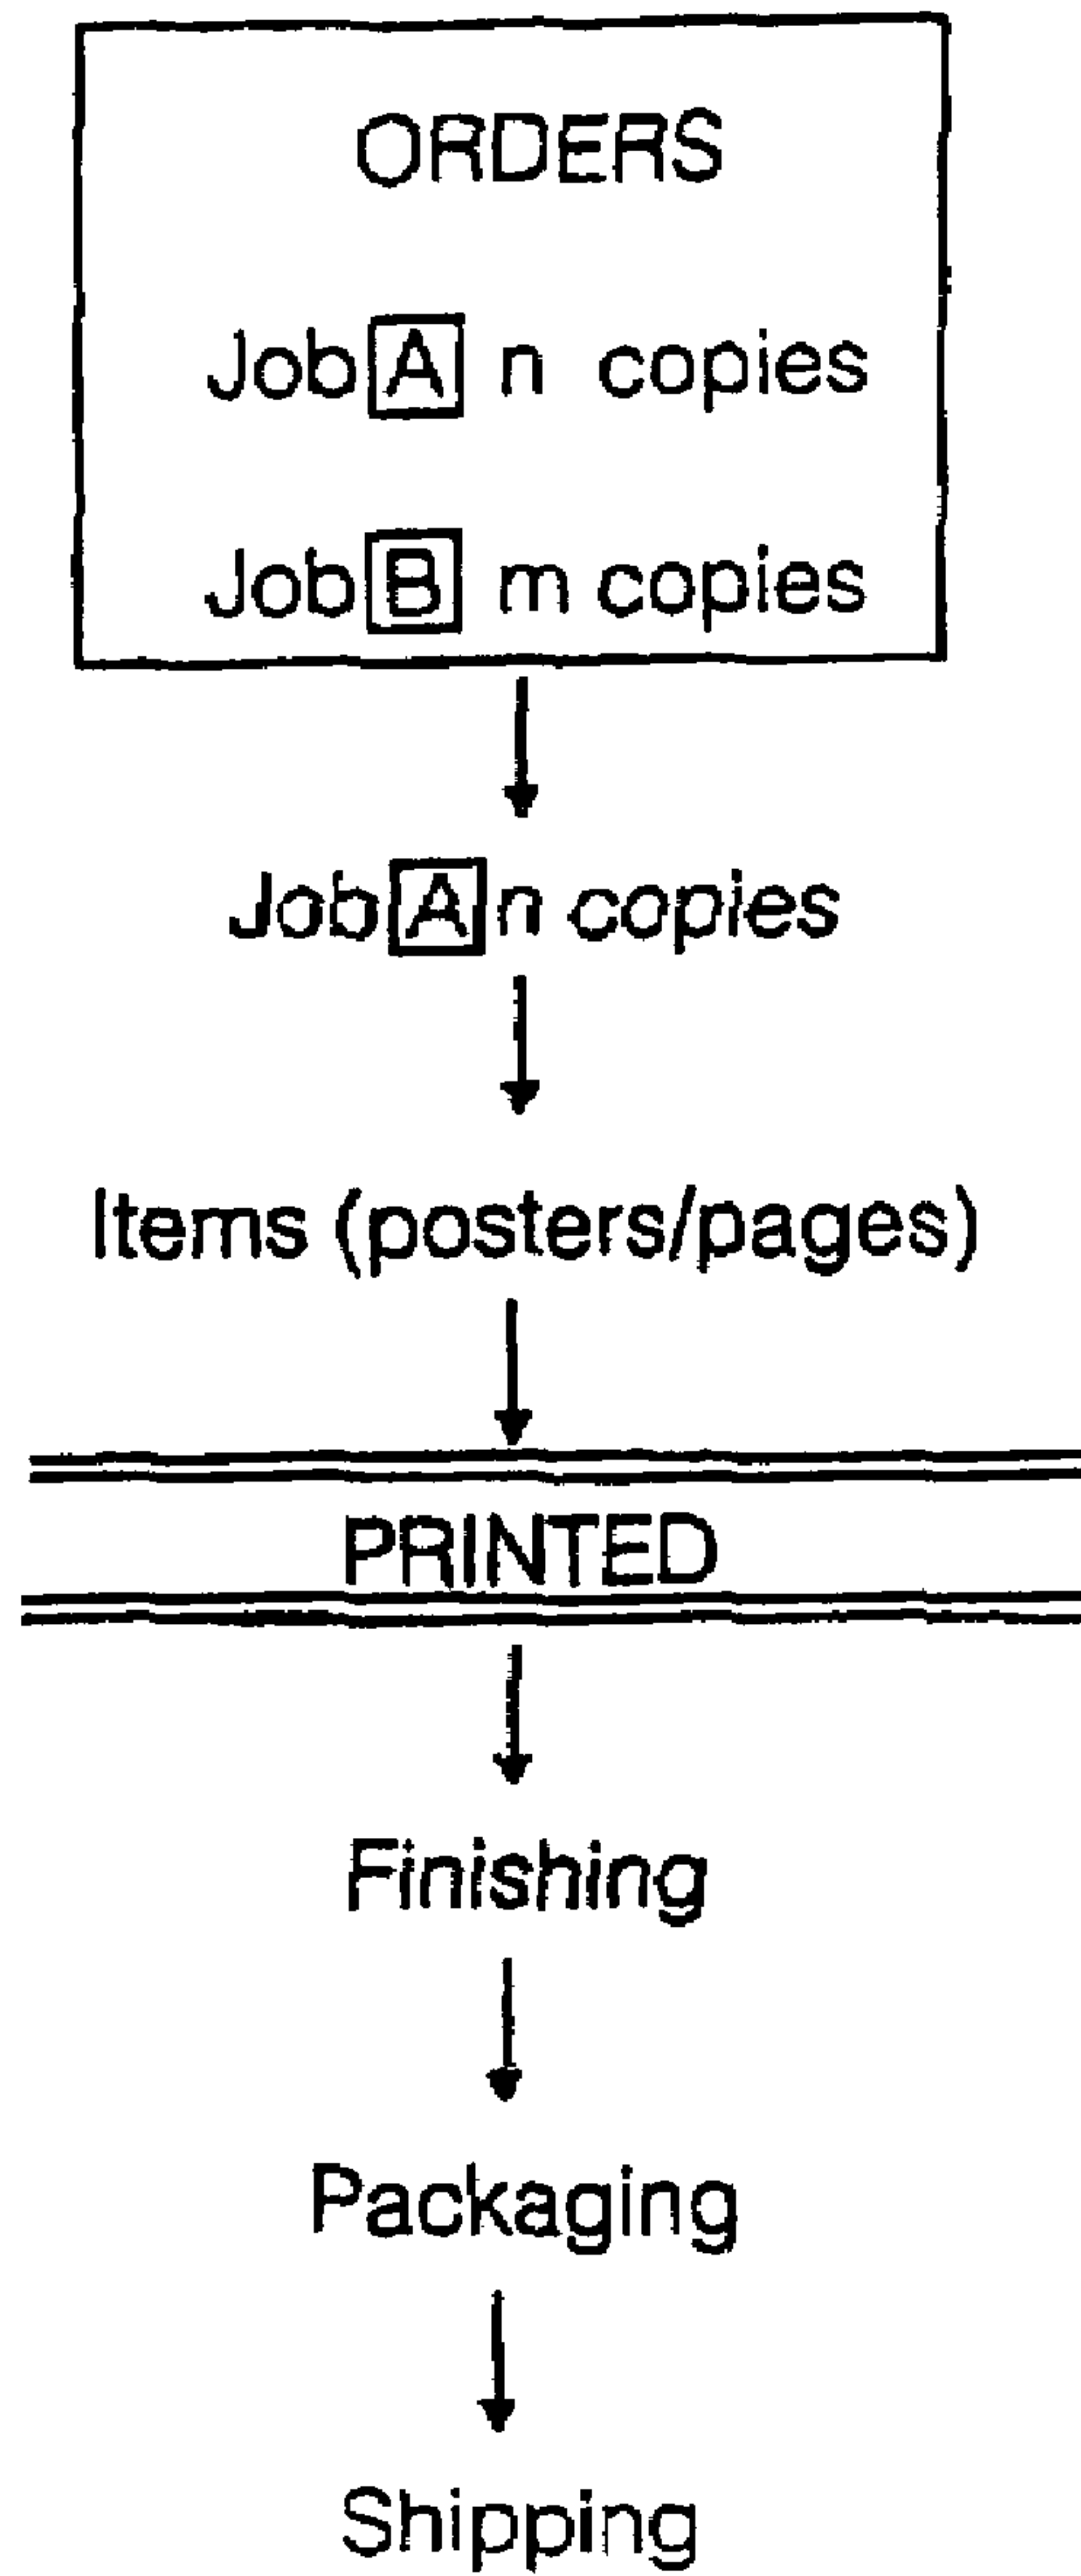 ORDERS
Job A n copies
Job B m copies
Job A n copies
Items (posters/pages)
PRINTED
Finishing
Packaging
Shipping